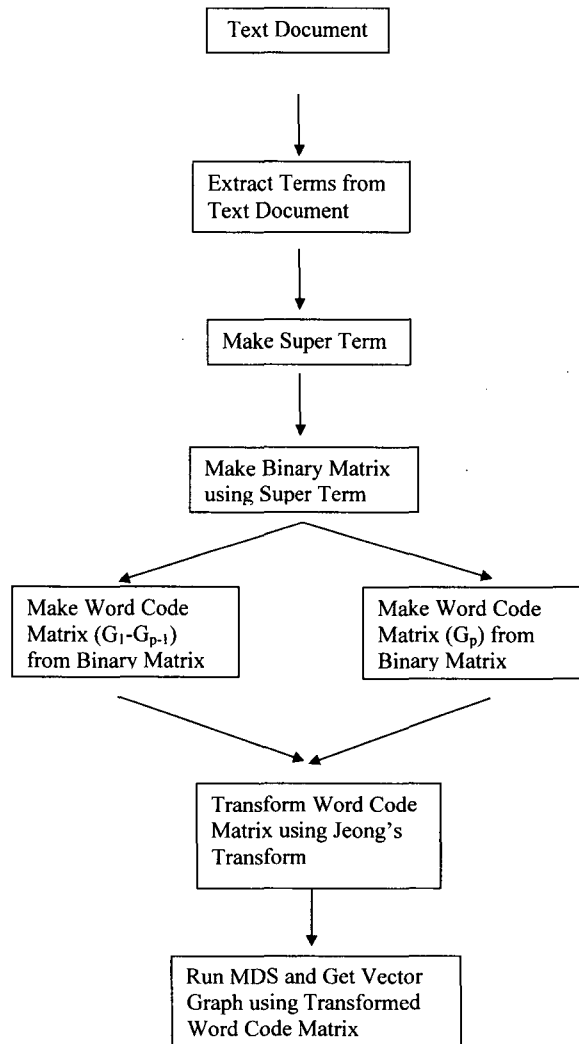 Text Document
Extract Terms from
Text Document
Make Super Term
Make Binary Matrix
using Super Term
Make Word Code
Matrix (G₁-Gₚ₋₁)
from Binary Matrix
Make Word Code
Matrix (Gₚ) from
Binary Matrix
Transform Word Code
Matrix using Jeong's
Transform
Run MDS and Get Vector
Graph using Transformed
Word Code Matrix